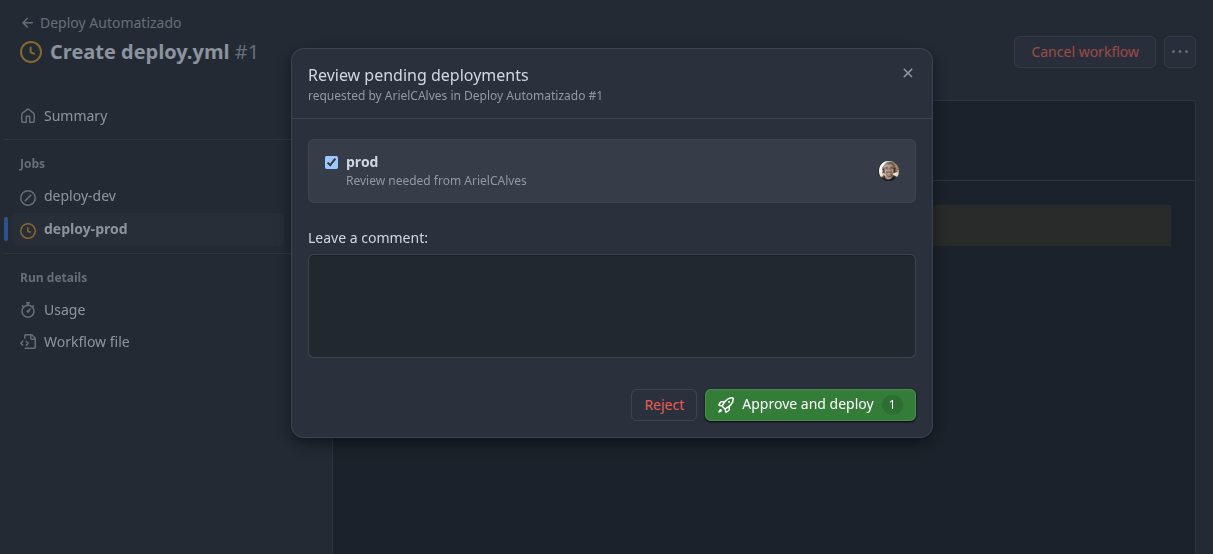 Deploy Automatizado
Create deploy.yml #1
Cancel workflow
Summary
Jobs
deploy-dev
deploy-prod
Run details
Usage
Workflow file
Review pending deployments
requested by ArielCAlves in Deploy Automatizado #1
prod
Review needed from ArielCAlves
Leave a comment:
Reject
Approve and deploy 1